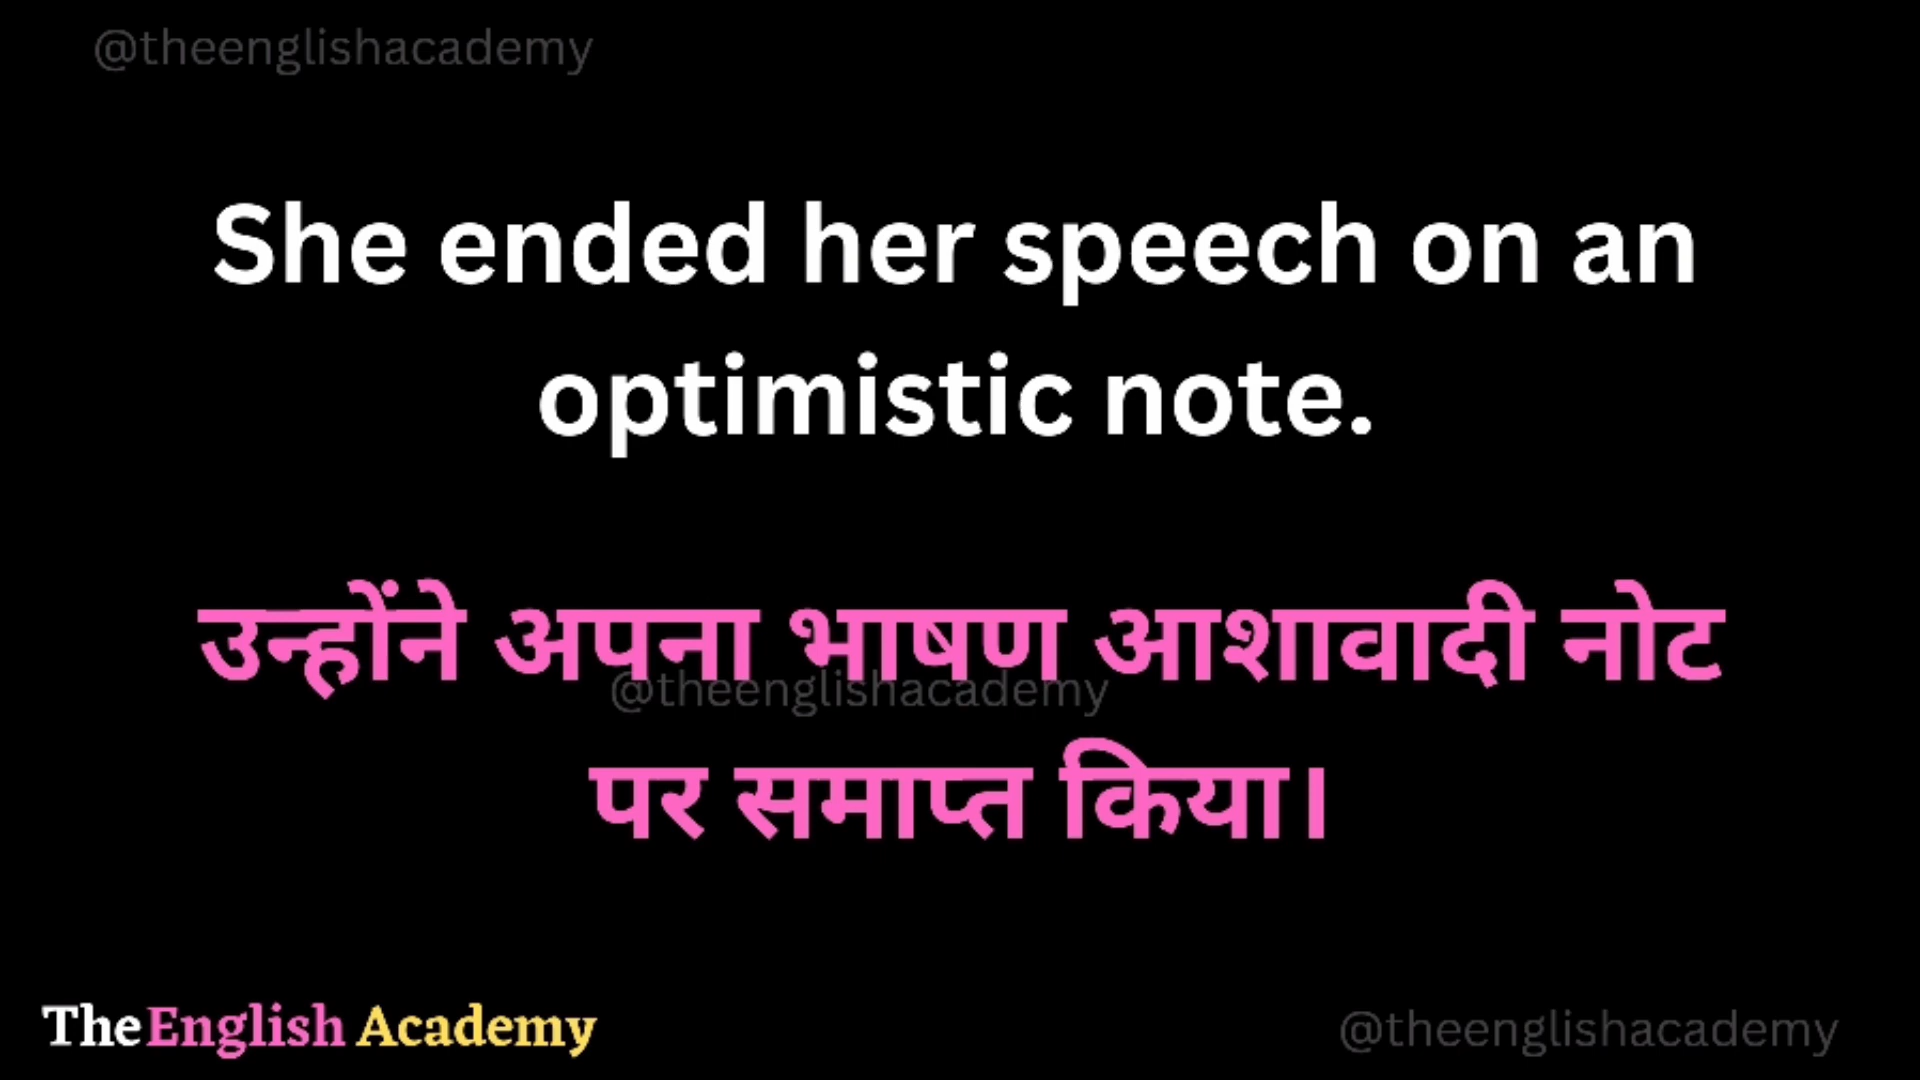 @theenglishacademy
She ended her speech on an
optimistic note.
उन्होंने अपना भाषण आशावादी नोट
@theenglishacademy
पर समाप्त किया।
The English Academy
@theenglishacademy